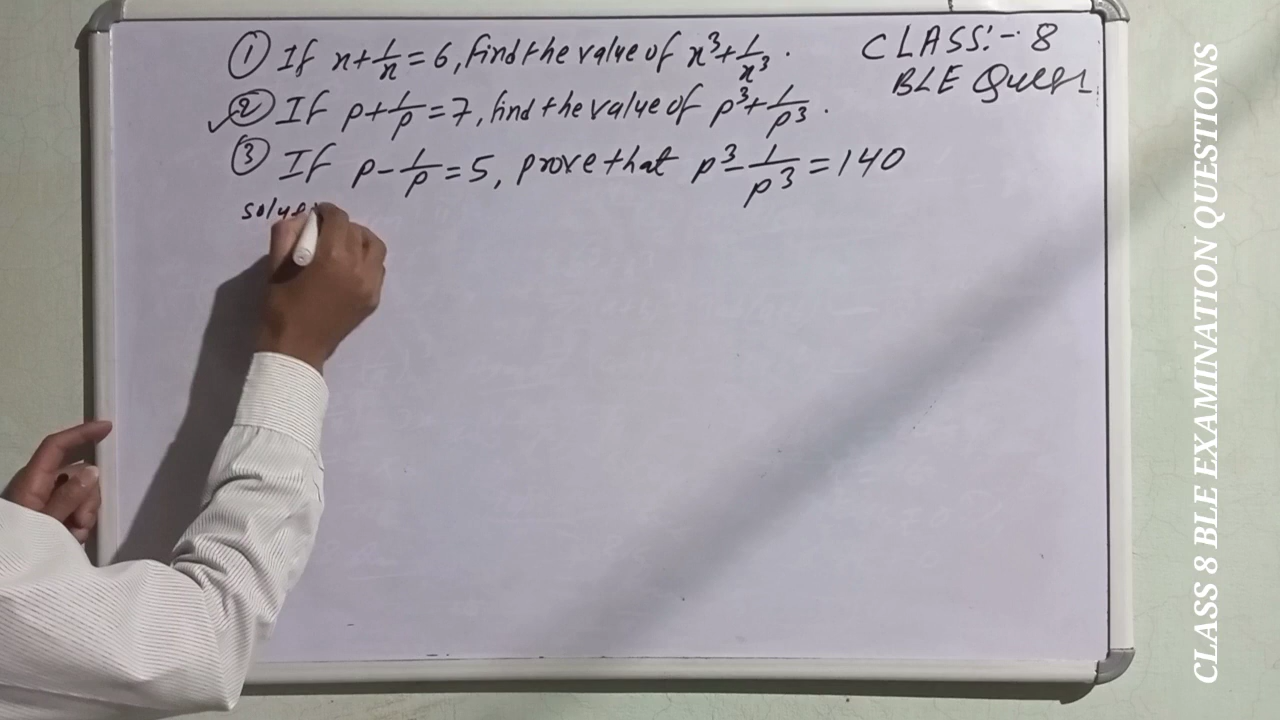 ① If x+1/x=6, find the value of x³+1/x³.
② If p+1/p=7, find the value of p³+1/p³.
③ If p-1/p=5, prove that p³-1/p³=140
CLASS:- 8
BLE
CLASS 8 BLE EXAMINATION QUESTIONS